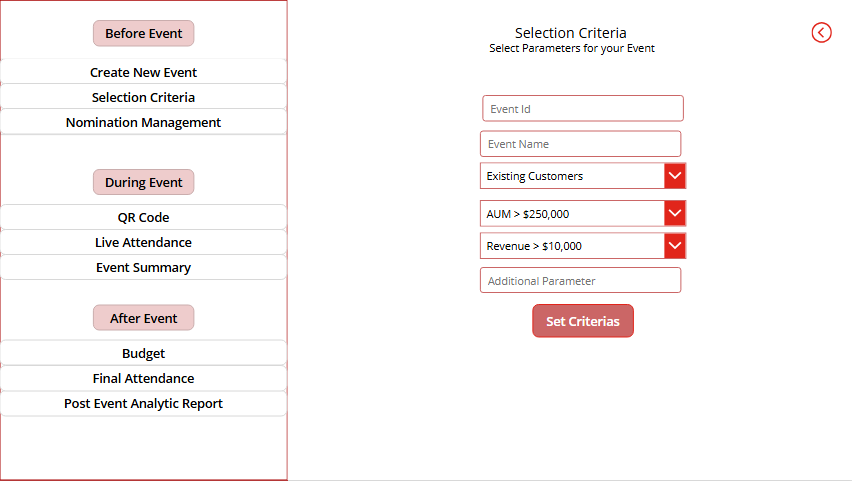 Before Event
Create New Event
Selection Criteria
Nomination Management
During Event
QR Code
Live Attendance
Event Summary
After Event
Budget
Final Attendance
Post Event Analytic Report
Selection Criteria
Select Parameters for your Event
Event Id
Event Name
Existing Customers
AUM > $250,000
Revenue > $10,000
Additional Parameter
Set Criterias